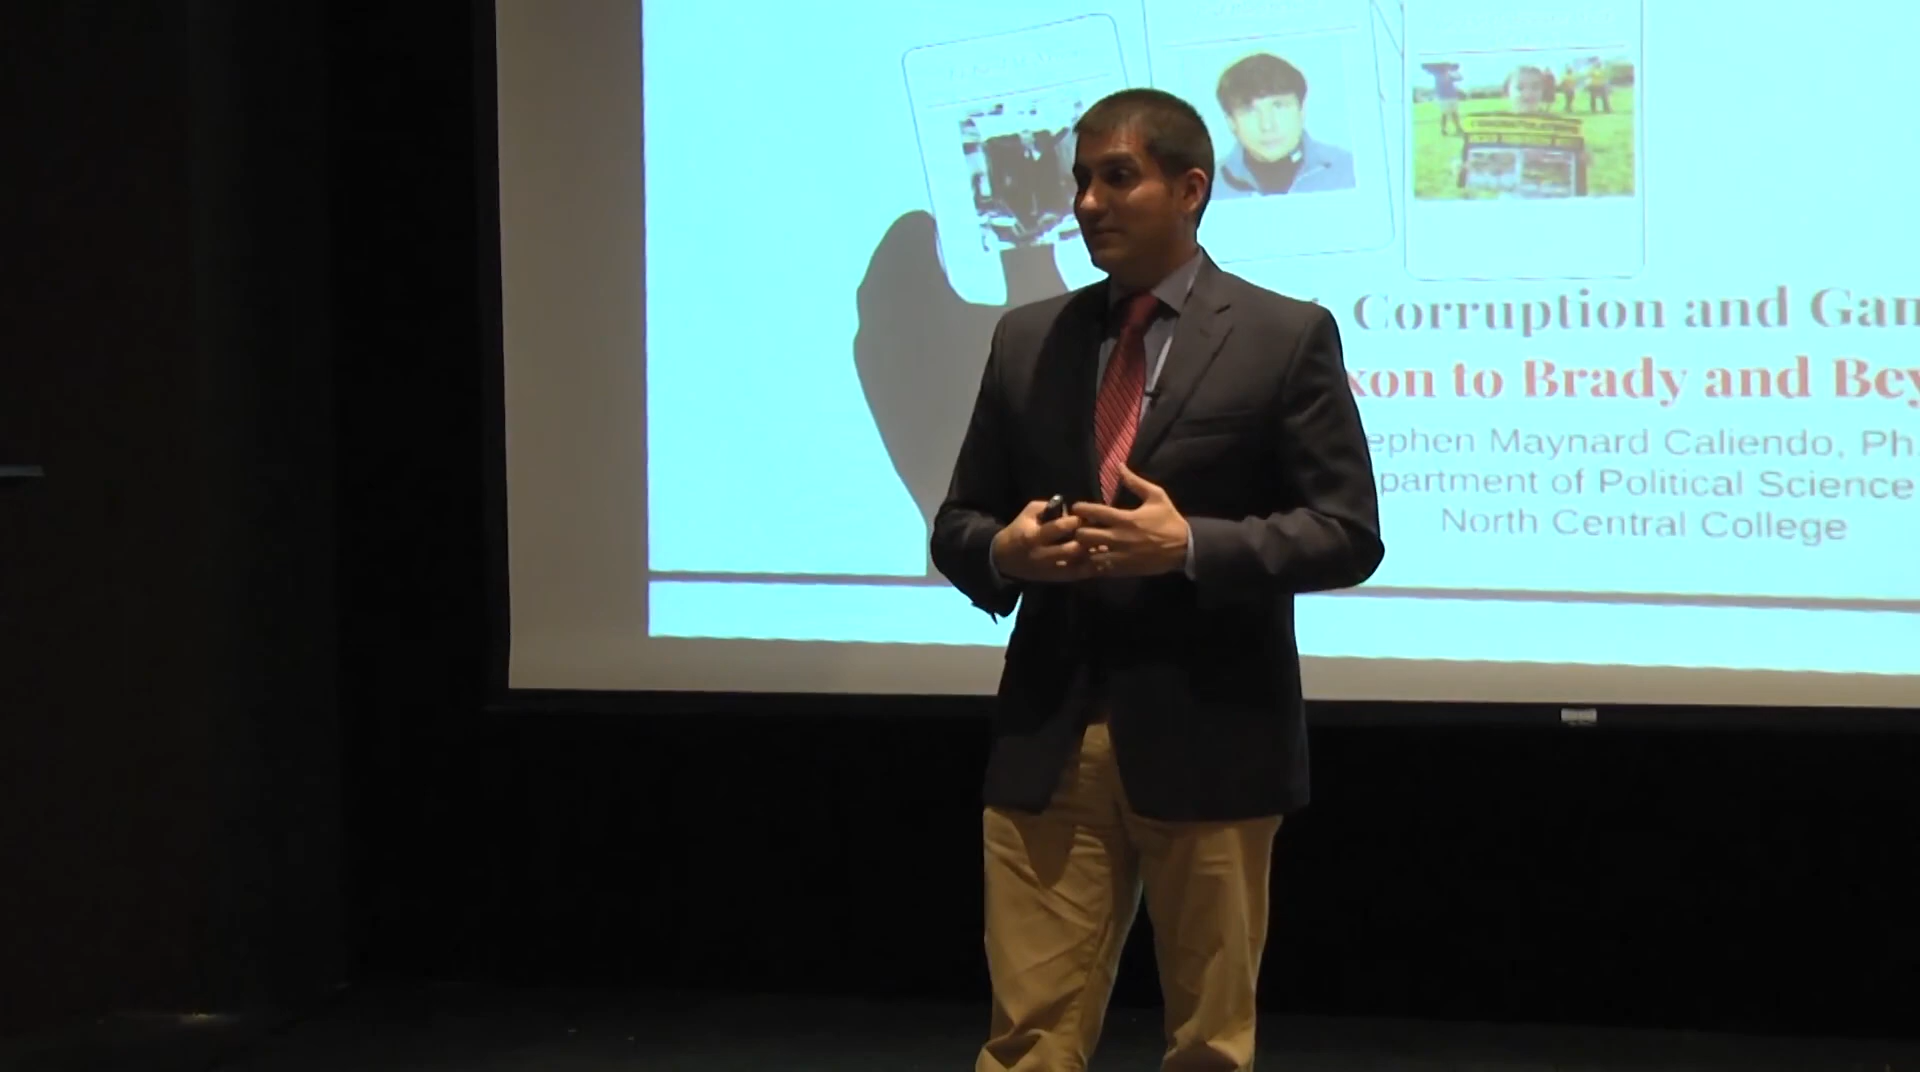 Corruption and Gam
xon to Brady and Bey
ephen Maynard Caliendo, Ph.
partment of Political Science
North Central College